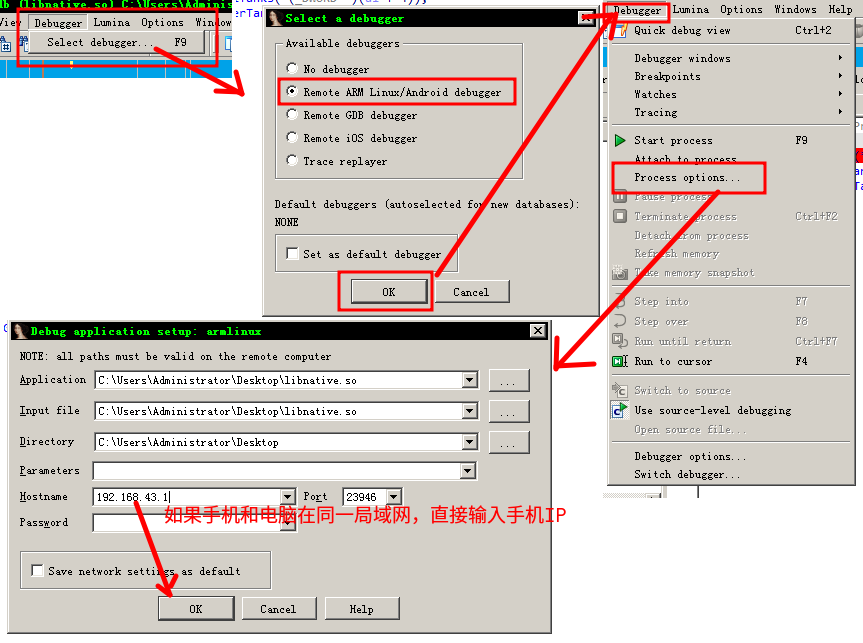 lb (libnative.so) C:\Users\Admini
View Debugger Lumina Options Window
Select debugger... F9
Select a debugger
Available debuggers
No debugger
Remote ARM Linux/Android debugger
Remote GDB debugger
Remote iOS debugger
Trace replayer
Default debuggers (autoselected for new databases):
NONE
Set as default debugger
OK
Cancel
Debugger Lumina Options Windows Help
Quick debug view Ctrl+2
Debugger windows
Breakpoints
Watches
Tracing
Start process F9
Attach to process
Process options...
Pause process
Terminate process Ctrl+F2
Detach from process
Refresh memory
Take memory snapshot
Step into F7
Step over F8
Run until return Ctrl+F7
Run to cursor F4
Switch to source
Use source-level debugging
Open source file...
Debugger options...
Switch debugger...
Debug application setup: armlinux
NOTE: all paths must be valid on the remote computer
Application C:\Users\Administrator\Desktop\libnative.so ...
Input file C:\Users\Administrator\Desktop\libnative.so ...
Directory C:\Users\Administrator\Desktop ...
Parameters
Hostname 192.168.43.1 Port 23946
如果手机和电脑在同一局域网，直接输入手机IP
Password
Save network settings as default
OK
Cancel
Help